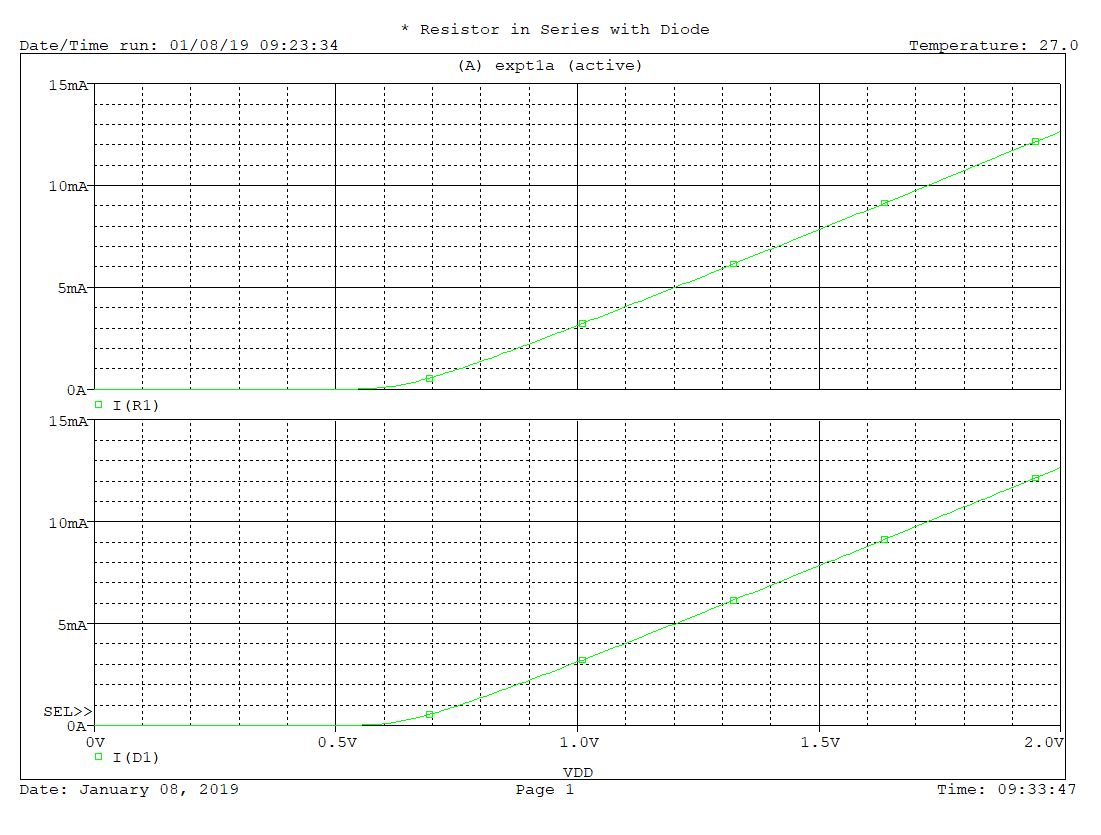 * Resistor in Series with Diode
Date/Time run: 01/08/19 09:23:34 Temperature: 27.0
(A) expt1a (active)
15mA
10mA
5mA
0A
I(R1)
15mA
10mA
5mA
SEL>>
0A
0V 0.5V 1.0V 1.5V 2.0V
I(D1)
VDD
Date: January 08, 2019 Page 1 Time: 09:33:47